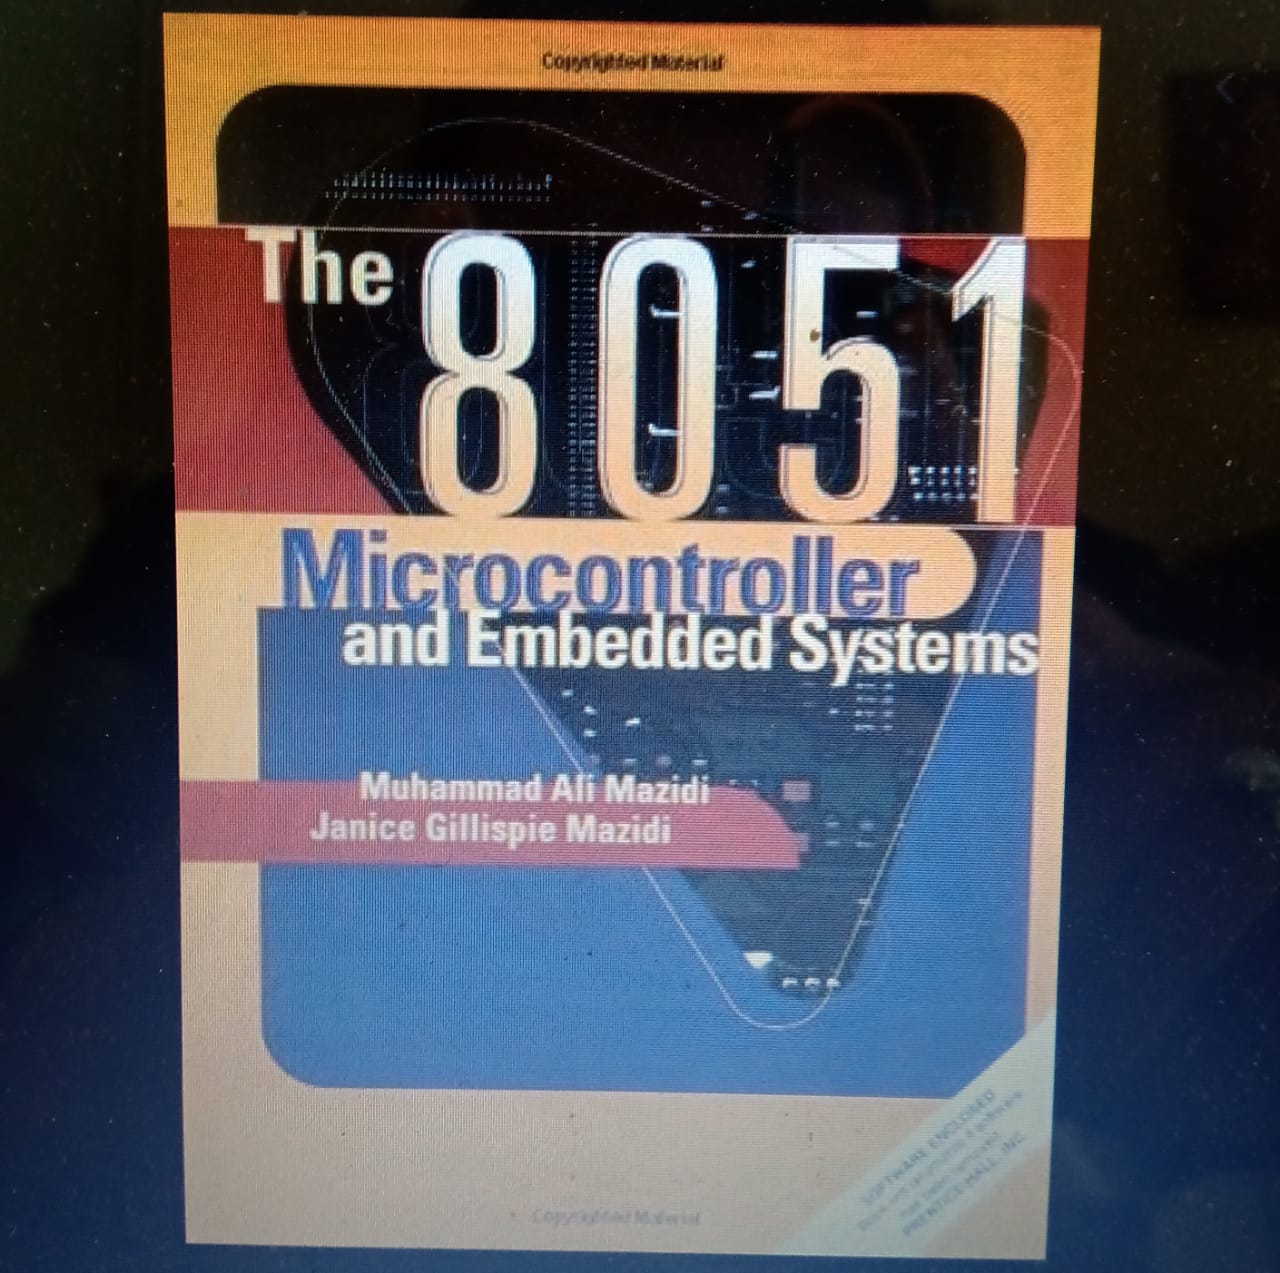 Copyrighted Material
The 8051
Microcontroller
and Embedded Systems
Muhammad Ali Mazidi
Janice Gillispie Mazidi
SOFTWARE ENCLOSED
PRENTICE HALL, INC.
Copyrighted Material